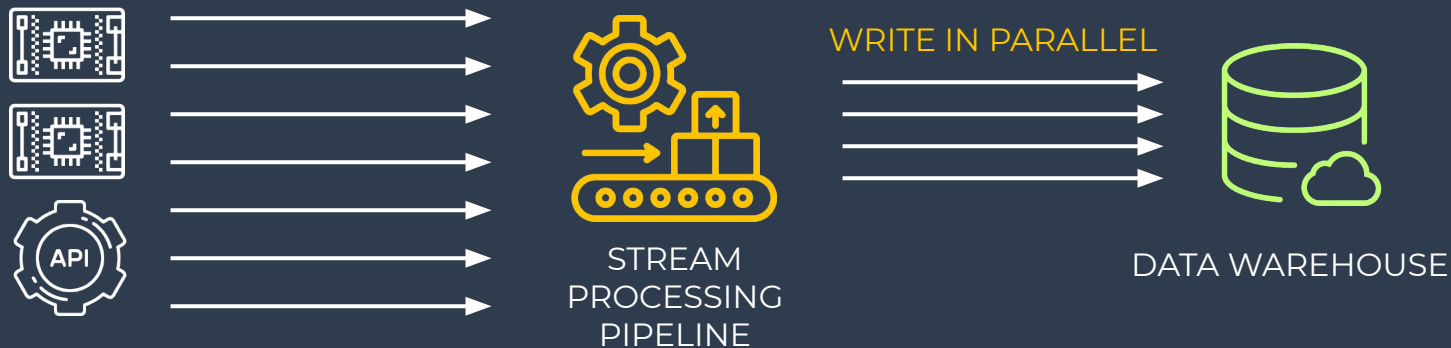 API
STREAM
PROCESSING
PIPELINE
WRITE IN PARALLEL
DATA WAREHOUSE